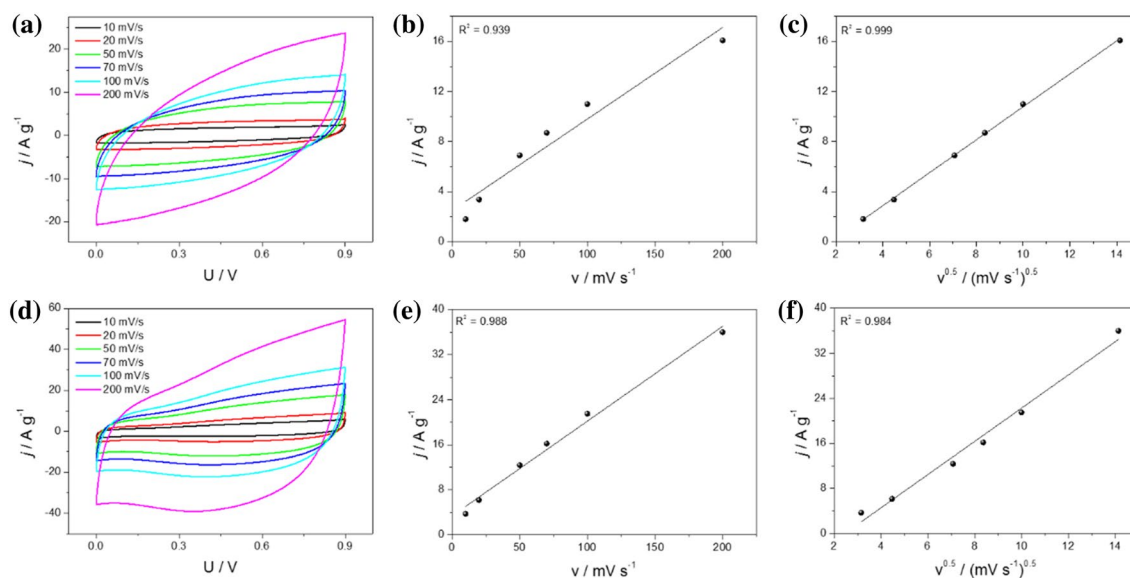 (a)
10 mV/s
20 mV/s
50 mV/s
70 mV/s
100 mV/s
200 mV/s
20
10
0
-10
-20
j / A g⁻¹
0.0 0.3 0.6 0.9
U / V
(b)
R² = 0.939
16
12
8
4
0
j / A g⁻¹
0 50 100 150 200
v / mV s⁻¹
(c)
R² = 0.999
16
12
8
4
0
j / A g⁻¹
2 4 6 8 10 12 14
v⁰·⁵ / (mV s⁻¹)⁰·⁵
(d)
10 mV/s
20 mV/s
50 mV/s
70 mV/s
100 mV/s
200 mV/s
60
40
20
0
-20
-40
j / A g⁻¹
0.0 0.3 0.6 0.9
U / V
(e)
R² = 0.988
36
27
18
9
0
j / A g⁻¹
0 50 100 150 200
v / mV s⁻¹
(f)
R² = 0.984
40
32
24
16
8
0
j / A g⁻¹
2 4 6 8 10 12 14
v⁰·⁵ / (mV s⁻¹)⁰·⁵